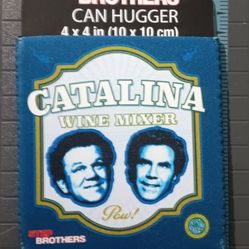 BROTHERS
CAN HUGGER
4 x 4 in (10 x 10 cm)
CATALINA
WINE MIXER
Pow!
STEP
BROTHERS